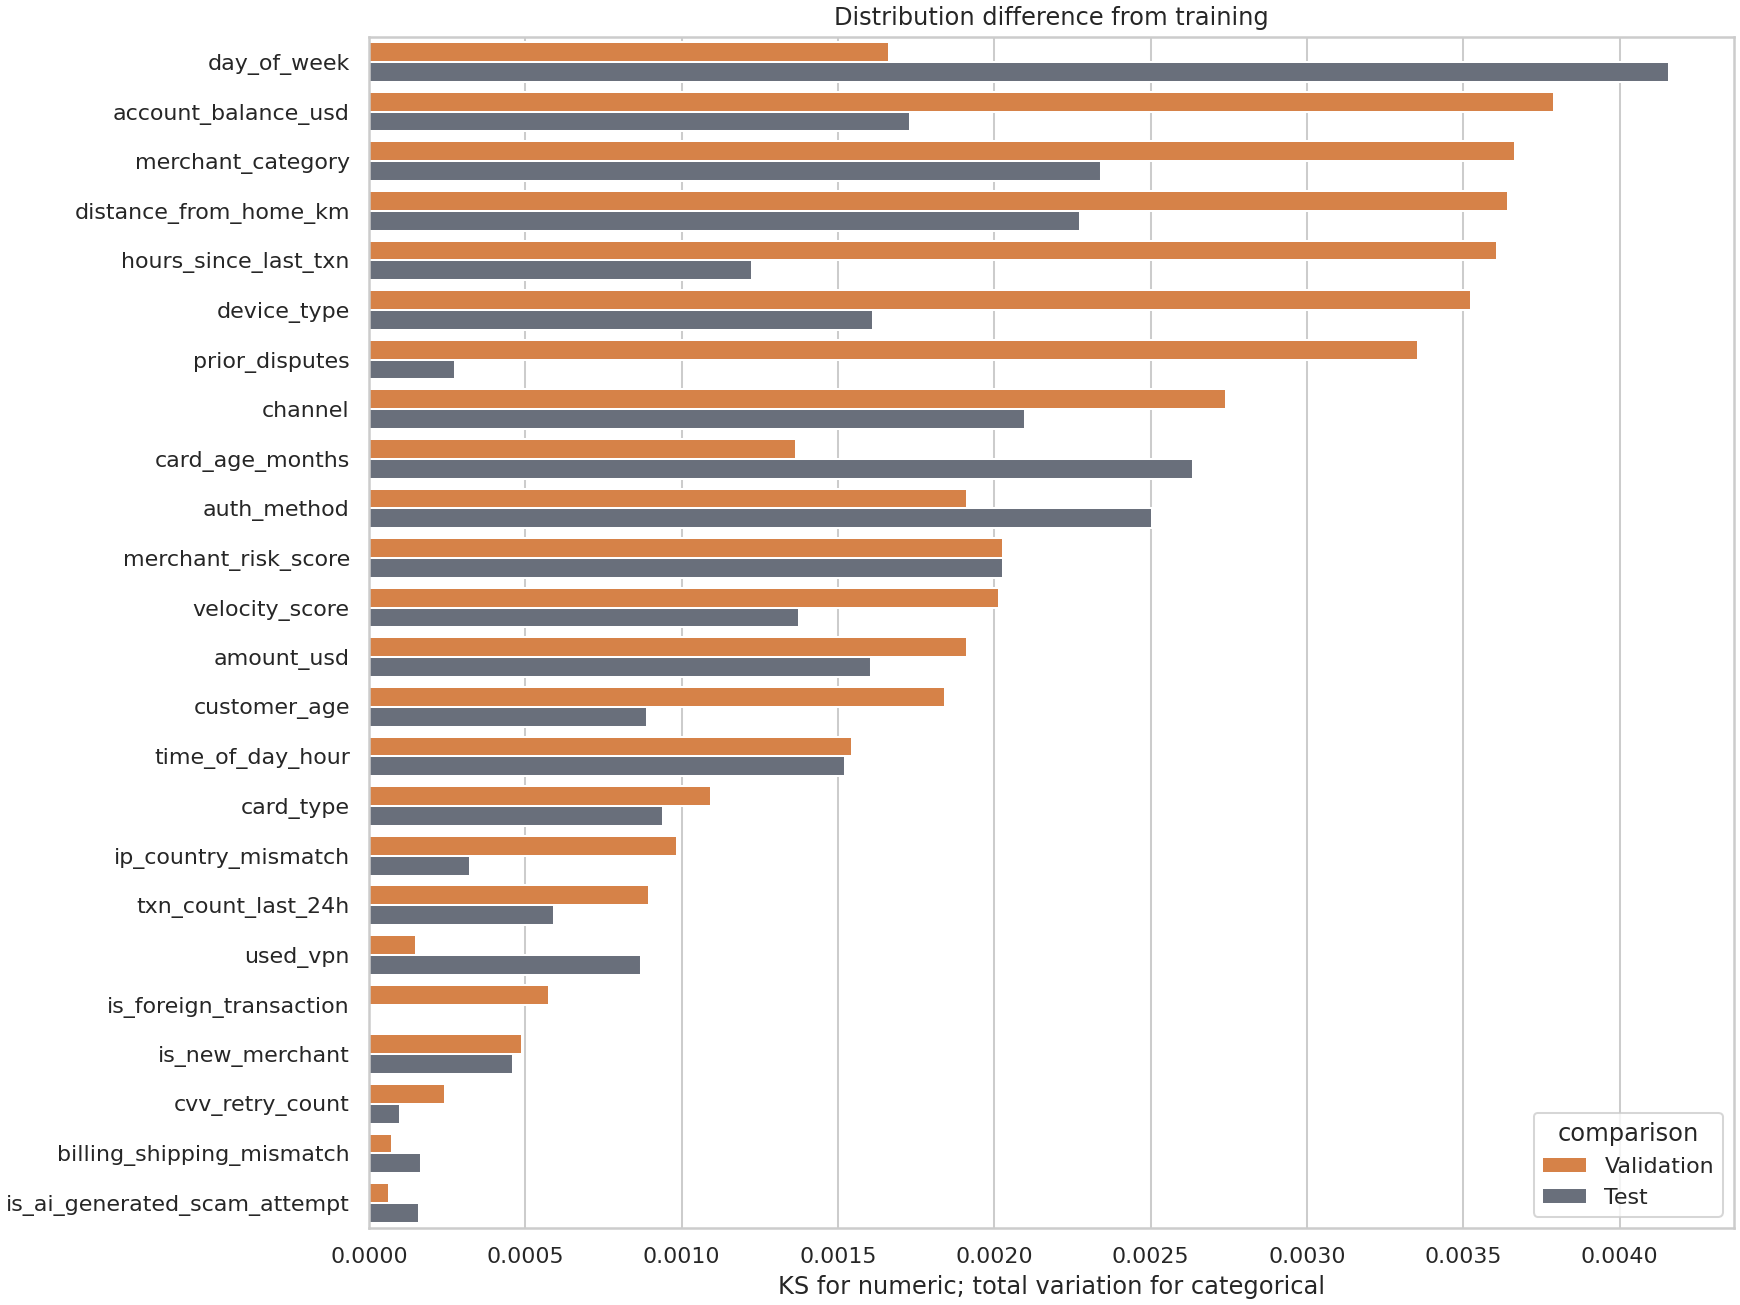 Distribution difference from training
day_of_week
account_balance_usd
merchant_category
distance_from_home_km
hours_since_last_txn
device_type
prior_disputes
channel
card_age_months
auth_method
merchant_risk_score
velocity_score
amount_usd
customer_age
time_of_day_hour
card_type
ip_country_mismatch
txn_count_last_24h
used_vpn
is_foreign_transaction
is_new_merchant
cvv_retry_count
billing_shipping_mismatch
is_ai_generated_scam_attempt
comparison
Validation
Test
0.0000 0.0005 0.0010 0.0015 0.0020 0.0025 0.0030 0.0035 0.0040
KS for numeric; total variation for categorical